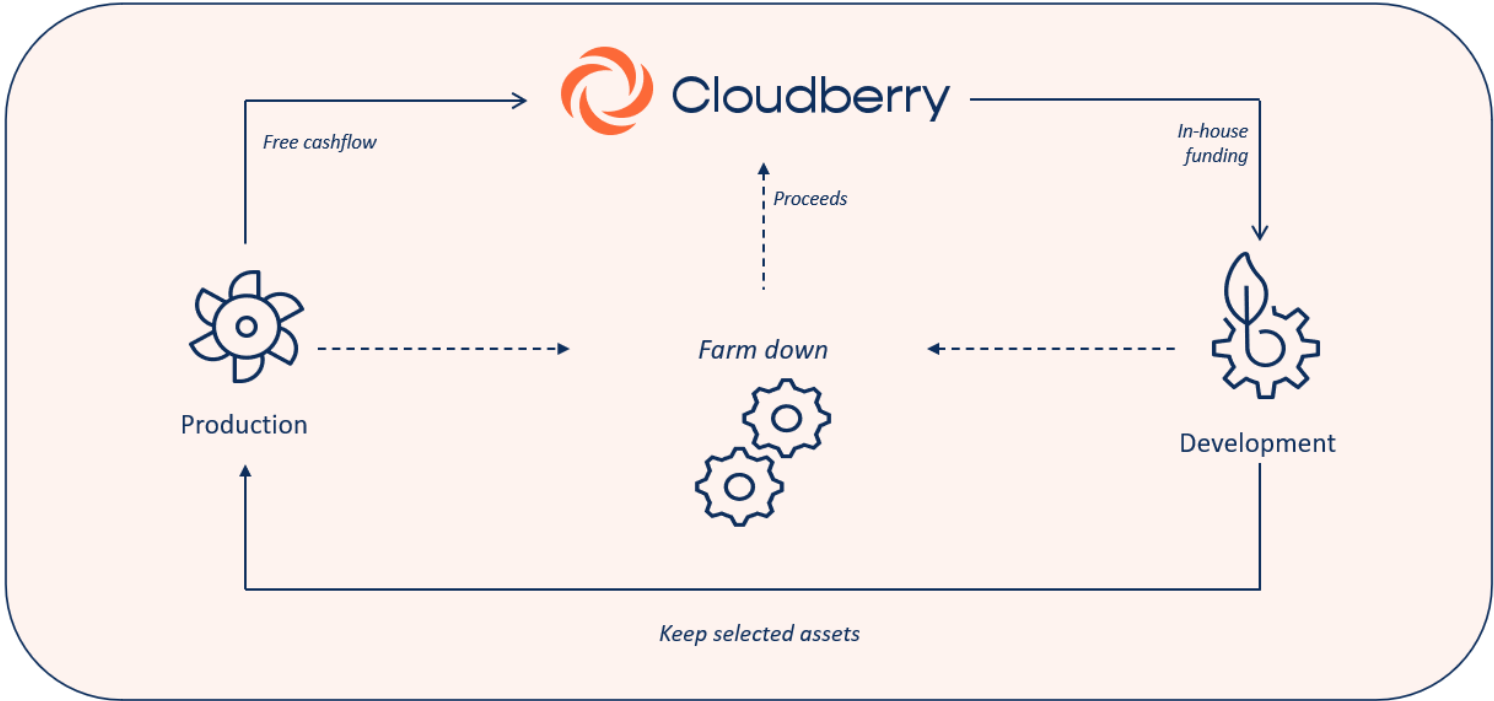 Cloudberry
Free cashflow
In-house
funding
Proceeds
Farm down
Production
Development
Keep selected assets